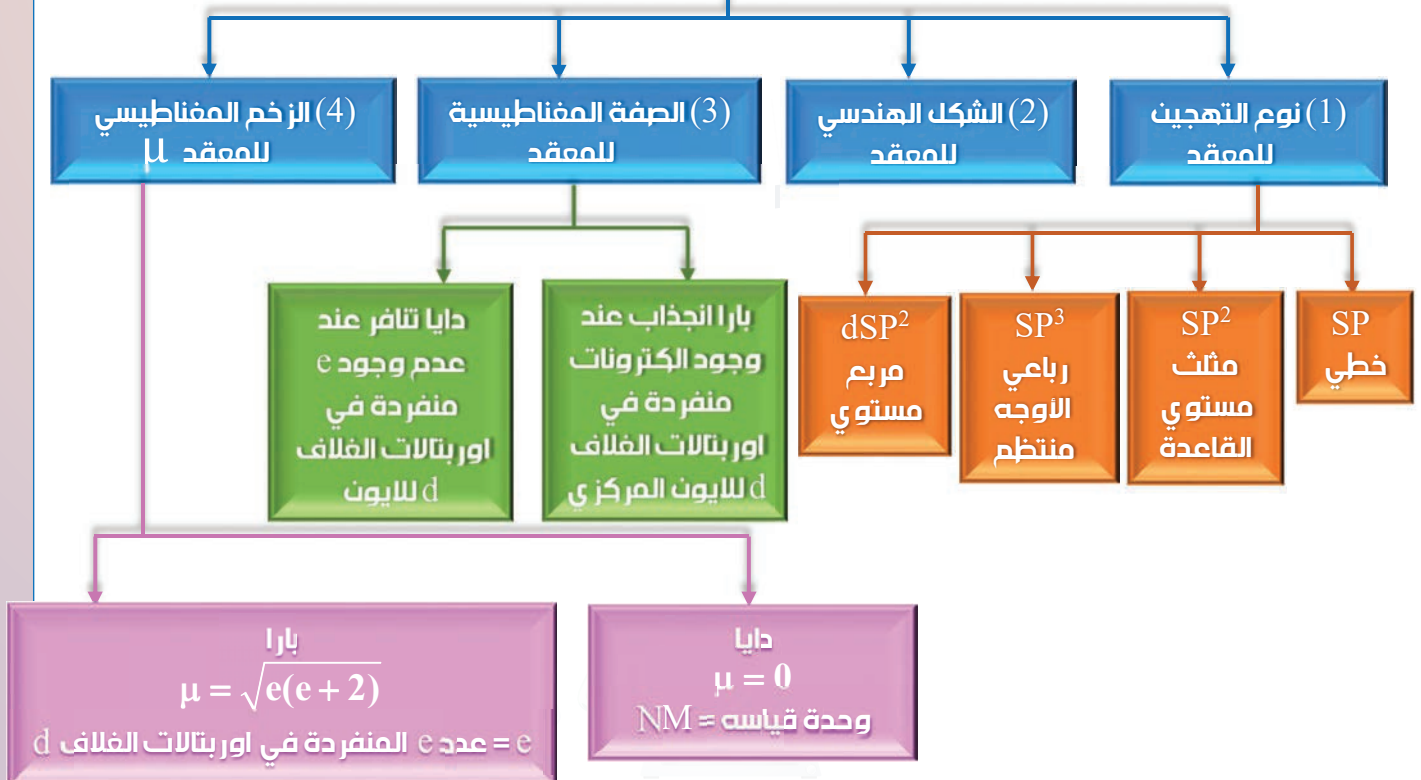 (1) نوع التهجين
للمعقد
(2) الشكل الهندسي
للمعقد
(3) الصفة المغناطيسية
للمعقد
(4) الزخم المغناطيسي
للمعقد μ
SP
خطي
SP²
مثلث
مستوي
القاعدة
SP³
رباعي
الأوجه
منتظم
dSP²
مربع
مستوي
بارا انجذاب عند
وجود الكترونات
منفردة في
اوربتالات الغلاف
d للايون المركزي
دايا تنافر عند
عدم وجود e
منفردة في
اوربتالات الغلاف
d للايون
دايا
μ = 0
وحدة قياسه = NM
بارا
μ = √e(e + 2)
e = عدد e المنفردة في اوربتالات الغلاف d